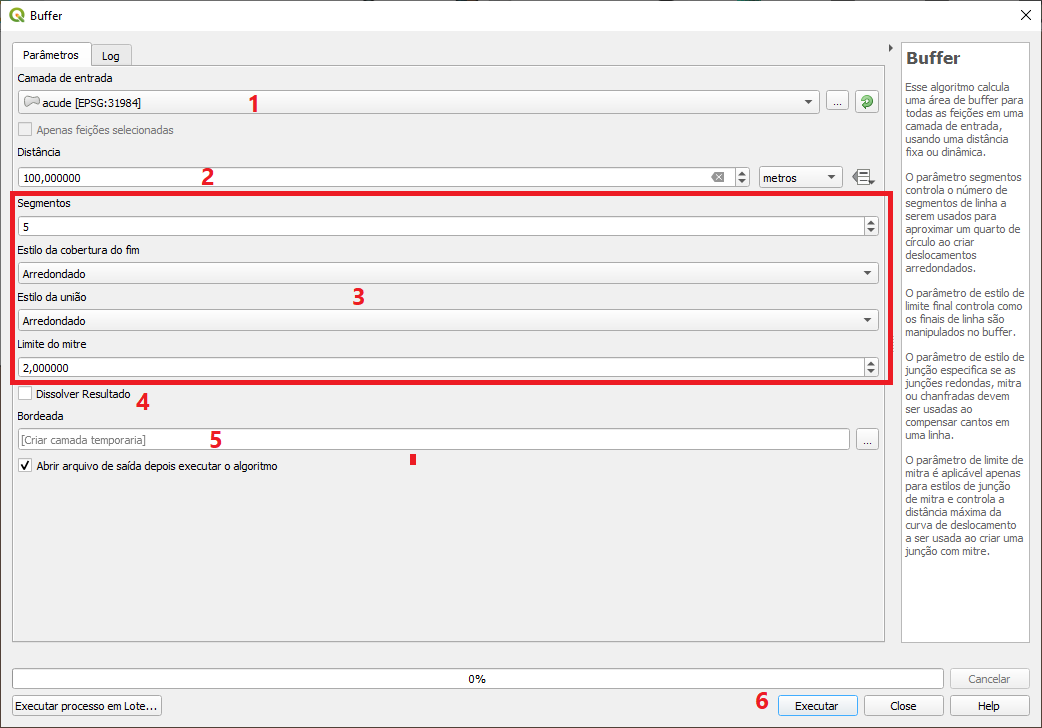 Buffer
Parâmetros
Log
Camada de entrada
acude [EPSG:31984]
1
...
Apenas feições selecionadas
Distância
100,000000
2
metros
Segmentos
5
Estilo da cobertura do fim
Arredondado
Estilo da união
3
Arredondado
Limite do mitre
2,000000
Dissolver Resultado
4
Bordeada
[Criar camada temporaria]
5
...
Abrir arquivo de saída depois executar o algoritmo
Buffer
Esse algoritmo calcula
uma área de buffer para
todas as feições em uma
camada de entrada,
usando uma distância
fixa ou dinâmica.
O parâmetro segmentos
controla o número de
segmentos de linha a
serem usados para
aproximar um quarto de
círculo ao criar
deslocamentos
arredondados.
O parâmetro de estilo de
limite final controla como
os finais de linha são
manipulados no buffer.
O parâmetro de estilo de
junção especifica se as
junções redondas, mitra
ou chanfradas devem
ser usadas ao
compensar cantos em
uma linha.
O parâmetro de limite de
mitra é aplicável apenas
para estilos de junção
de mitra e controla a
distância máxima da
curva de deslocamento
a ser usada ao criar uma
junção com mitre.
0%
Cancelar
Executar processo em Lote...
6
Executar
Close
Help